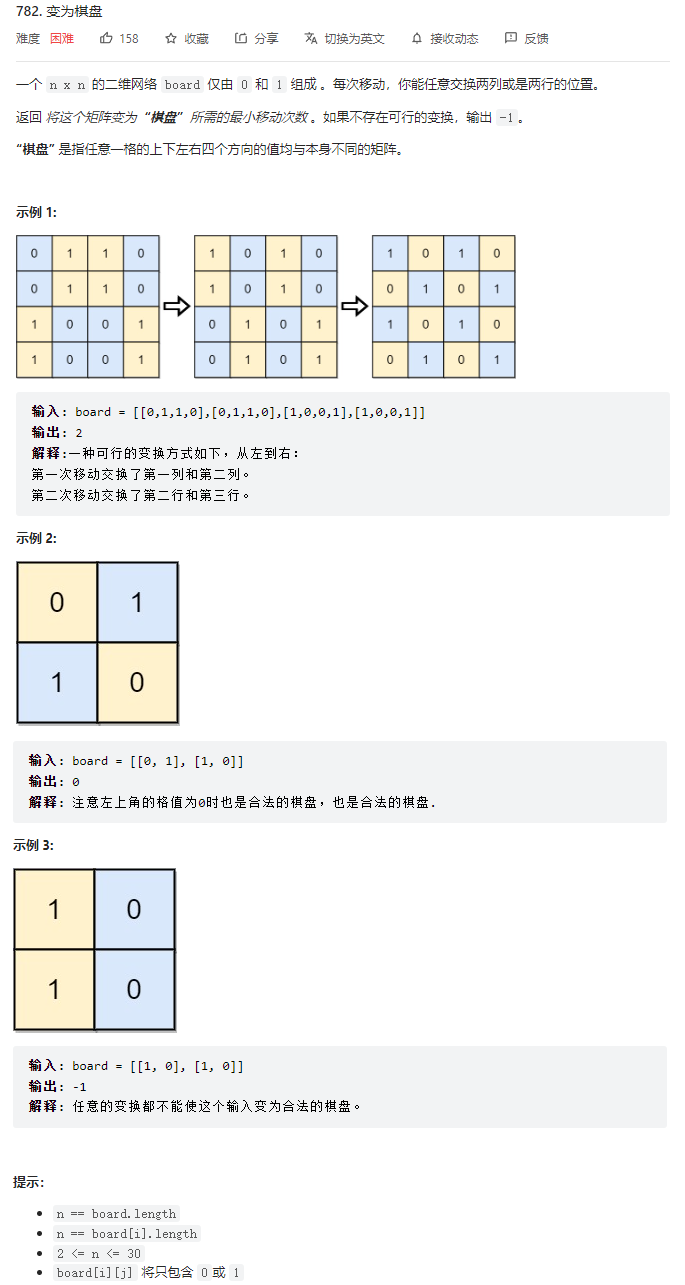 782. 变为棋盘
难度 困难 158 收藏 分享 切换为英文 接收动态 反馈
一个 n x n 的二维网络 board 仅由 0 和 1 组成 。每次移动，你能任意交换两列或是两行的位置。
返回 将这个矩阵变为 “棋盘” 所需的最小移动次数 。如果不存在可行的变换，输出 -1。
“棋盘” 是指任意一格的上下左右四个方向的值均与本身不同的矩阵。
示例 1:
0 1 1 0 1 0 1 0 1 0 1 0
0 1 1 0 1 0 1 0 0 1 0 1
1 0 0 1 0 1 0 1 1 0 1 0
1 0 0 1 0 1 0 1 0 1 0 1
输入: board = [[0,1,1,0],[0,1,1,0],[1,0,0,1],[1,0,0,1]]
输出: 2
解释:一种可行的变换方式如下，从左到右：
第一次移动交换了第一列和第二列。
第二次移动交换了第二行和第三行。
示例 2:
0 1
1 0
输入: board = [[0, 1], [1, 0]]
输出: 0
解释: 注意左上角的格值为0时也是合法的棋盘，也是合法的棋盘.
示例 3:
1 0
1 0
输入: board = [[1, 0], [1, 0]]
输出: -1
解释: 任意的变换都不能使这个输入变为合法的棋盘。
提示：
n == board.length
n == board[i].length
2 <= n <= 30
board[i][j] 将只包含 0或 1